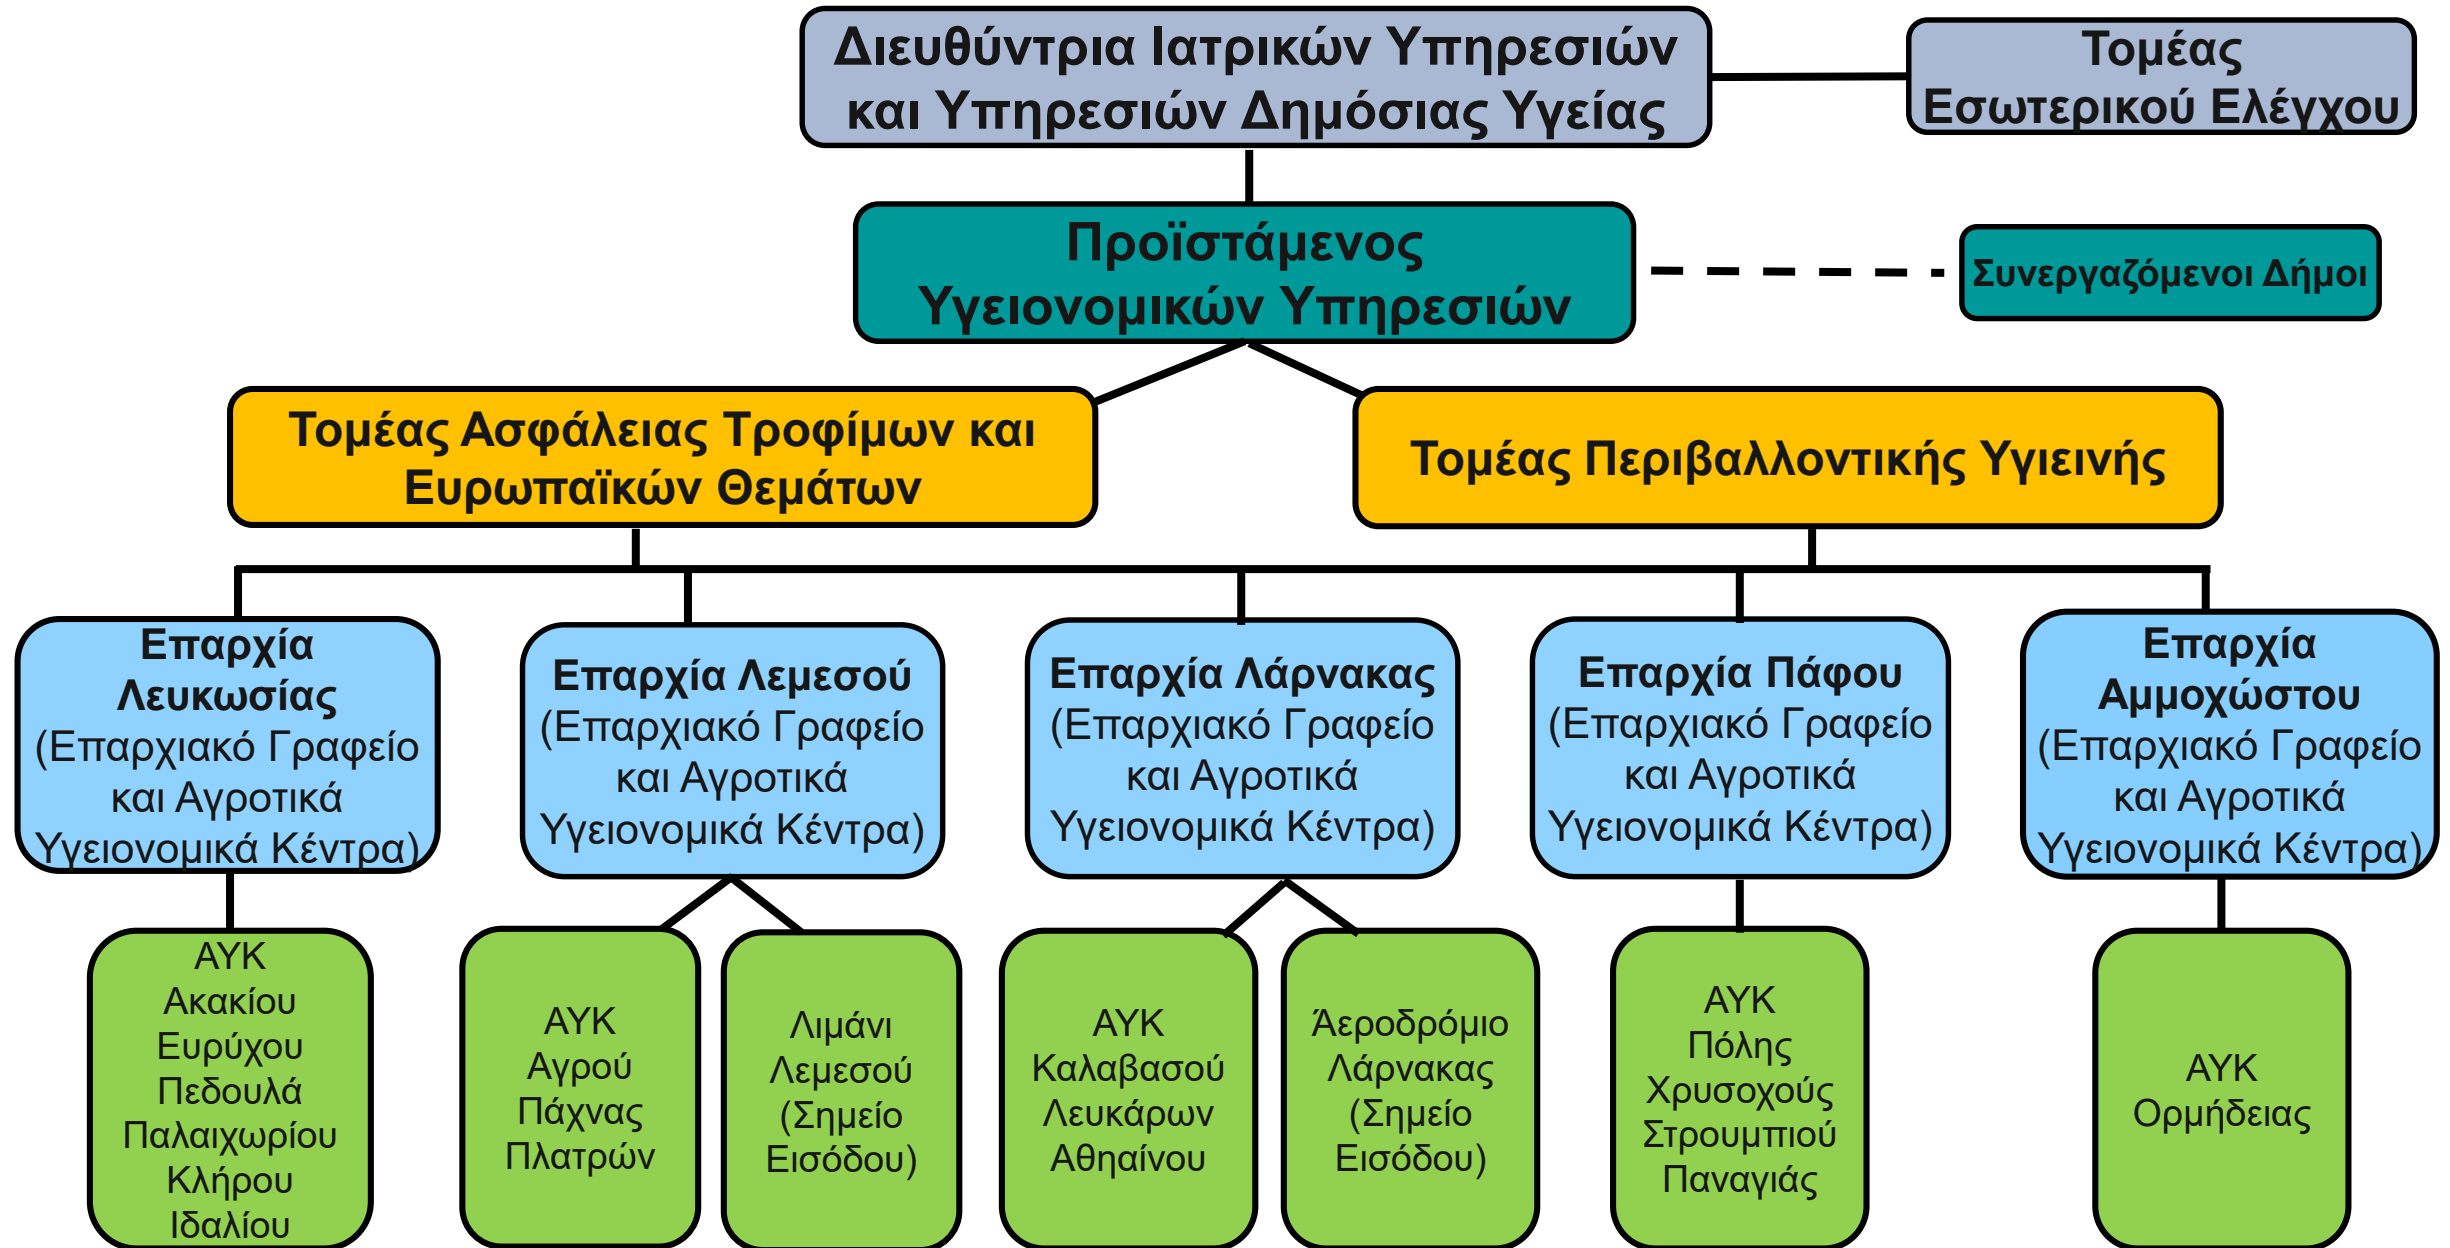 Διευθύντρια Ιατρικών Υπηρεσιών
και Υπηρεσιών Δημόσιας Υγείας
Τομέας
Εσωτερικού Ελέγχου
Προϊστάμενος
Υγειονομικών Υπηρεσιών
Συνεργαζόμενοι Δήμοι
Τομέας Ασφάλειας Τροφίμων και
Ευρωπαϊκών Θεμάτων
Τομέας Περιβαλλοντικής Υγιεινής
Επαρχία
Λευκωσίας
(Επαρχιακό Γραφείο
και Αγροτικά
Υγειονομικά Κέντρα)
Επαρχία Λεμεσού
(Επαρχιακό Γραφείο
και Αγροτικά
Υγειονομικά Κέντρα)
Επαρχία Λάρνακας
(Επαρχιακό Γραφείο
και Αγροτικά
Υγειονομικά Κέντρα)
Επαρχία Πάφου
(Επαρχιακό Γραφείο
και Αγροτικά
Υγειονομικά Κέντρα)
Επαρχία
Αμμοχώστου
(Επαρχιακό Γραφείο
και Αγροτικά
Υγειονομικά Κέντρα)
ΑΥΚ
Ακακίου
Ευρύχου
Πεδουλά
Παλαιχωρίου
Κλήρου
Ιδαλίου
ΑΥΚ
Αγρού
Πάχνας
Πλατρών
Λιμάνι
Λεμεσού
(Σημείο
Εισόδου)
ΑΥΚ
Καλαβασού
Λευκάρων
Αθηαίνου
Άεροδρόμιο
Λάρνακας
(Σημείο
Εισόδου)
ΑΥΚ
Πόλης
Χρυσοχούς
Στρουμπιού
Παναγιάς
ΑΥΚ
Ορμήδειας